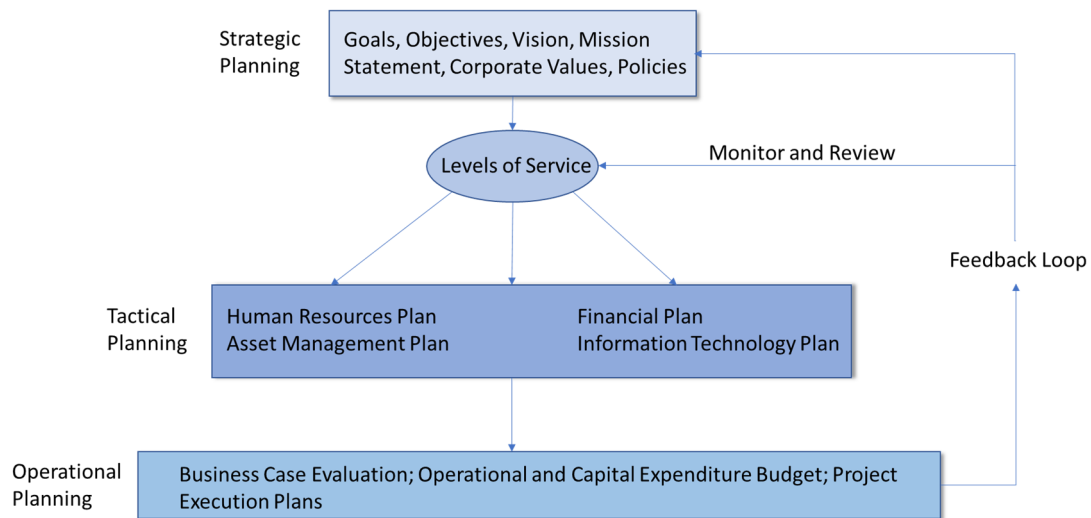 Strategic
Planning
Goals, Objectives, Vision, Mission
Statement, Corporate Values, Policies
Levels of Service
Monitor and Review
Feedback Loop
Tactical
Planning
Human Resources Plan
Asset Management Plan
Financial Plan
Information Technology Plan
Operational
Planning
Business Case Evaluation; Operational and Capital Expenditure Budget; Project
Execution Plans